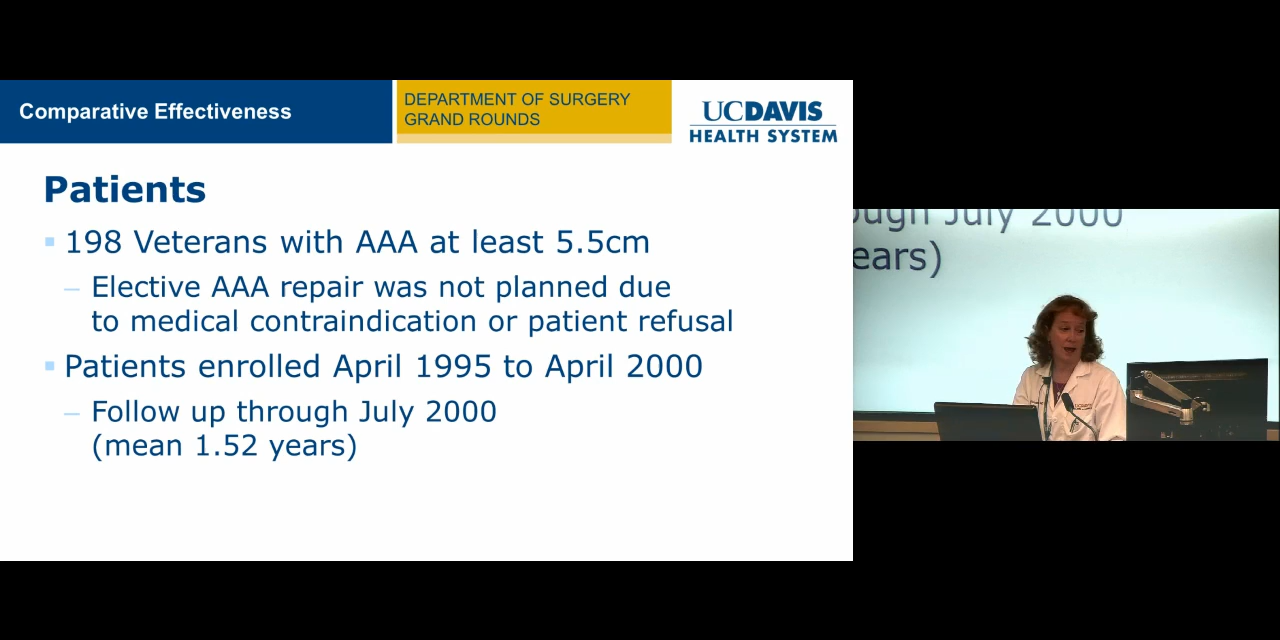 Comparative Effectiveness
DEPARTMENT OF SURGERY
GRAND ROUNDS
UCDAVIS
HEALTH SYSTEM
Patients
198 Veterans with AAA at least 5.5cm
– Elective AAA repair was not planned due
to medical contraindication or patient refusal
Patients enrolled April 1995 to April 2000
– Follow up through July 2000
(mean 1.52 years)
ough July 2000
ears)